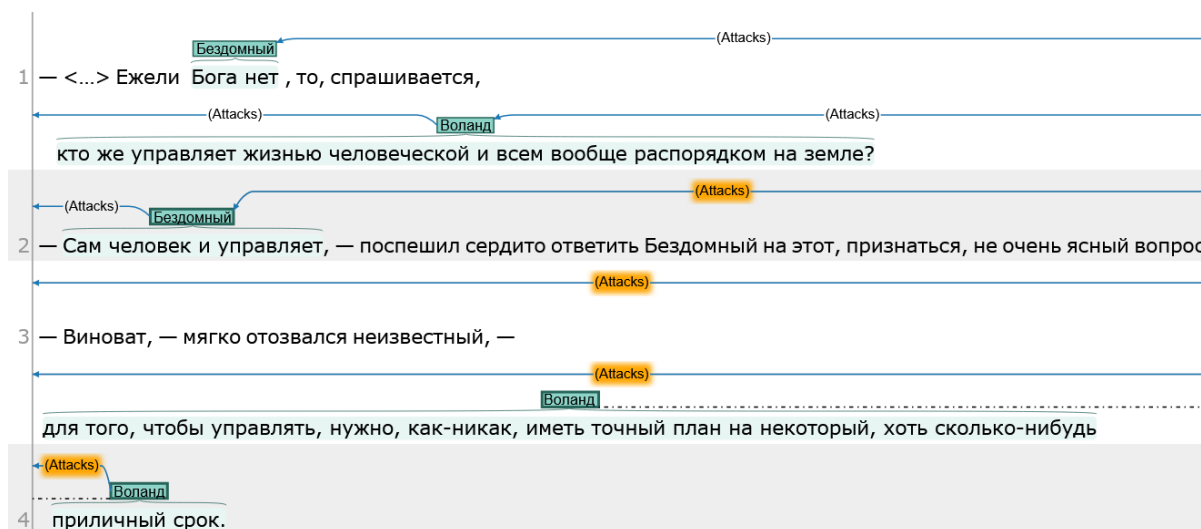 (Attacks)
Бездомный
1 — <...> Ежели Бога нет , то, спрашивается,
(Attacks) (Attacks)
Воланд
кто же управляет жизнью человеческой и всем вообще распорядком на земле?
(Attacks)
(Attacks)
Бездомный
2 — Сам человек и управляет, — поспешил сердито ответить Бездомный на этот, признаться, не очень ясный вопрос
(Attacks)
3 — Виноват, — мягко отозвался неизвестный, —
(Attacks)
Воланд
для того, чтобы управлять, нужно, как-никак, иметь точный план на некоторый, хоть сколько-нибудь
(Attacks)
Воланд
4 приличный срок.